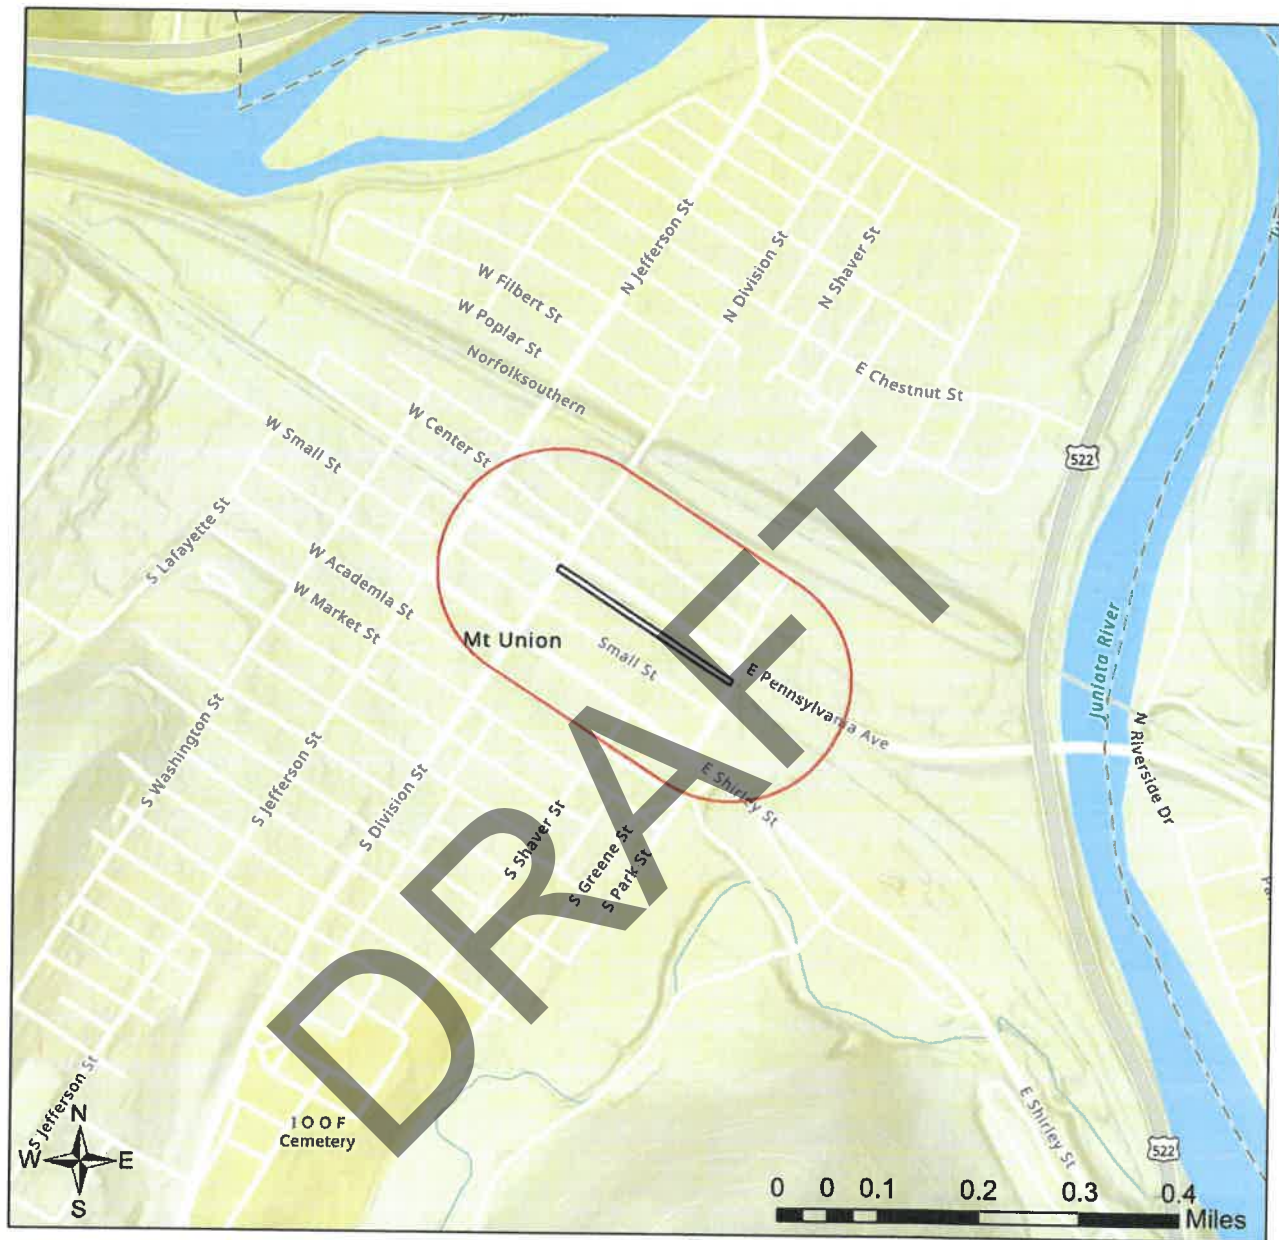 N Jefferson St
N Division St
N Shaver St
W Filbert St
W Poplar St
Norfolksouthern
E Chestnut St
W Center St
W Small St
522
S Lafayette St
W Academia St
W Market St
Mt Union
Small St
E Pennsylvania Ave
Juniata River
N Riverside Dr
S Washington St
S Jefferson St
S Division St
E Shirley St
S Shaver St
S Greene St
S Park St
DRAFT
S Jefferson St
I O O F
Cemetery
E Shirley St
522
N
W E
S
0 0 0.1 0.2 0.3 0.4
Miles